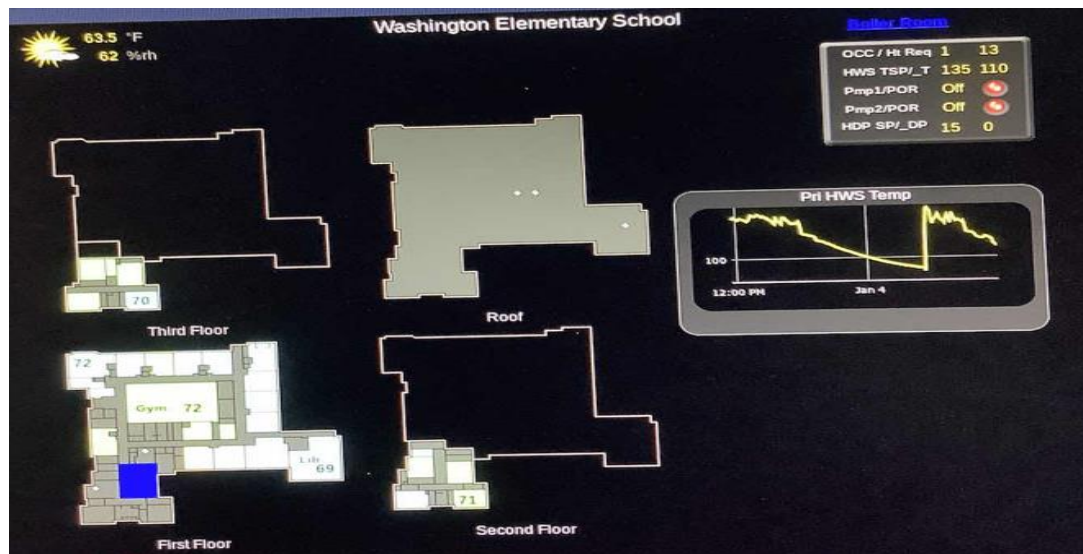 Washington Elementary School
63.5 °F
62 %rh
Boiler Room
OCC / Ht Req 1 13
HWS TSP/_T 135 110
Pmp1/POR Off
Pmp2/POR Off
HDP SP/_DP 15 0
Pri HWS Temp
100
12:00 PM Jan 4
70
Third Floor
Roof
72
Gym 72
Lib
69
First Floor
71
Second Floor